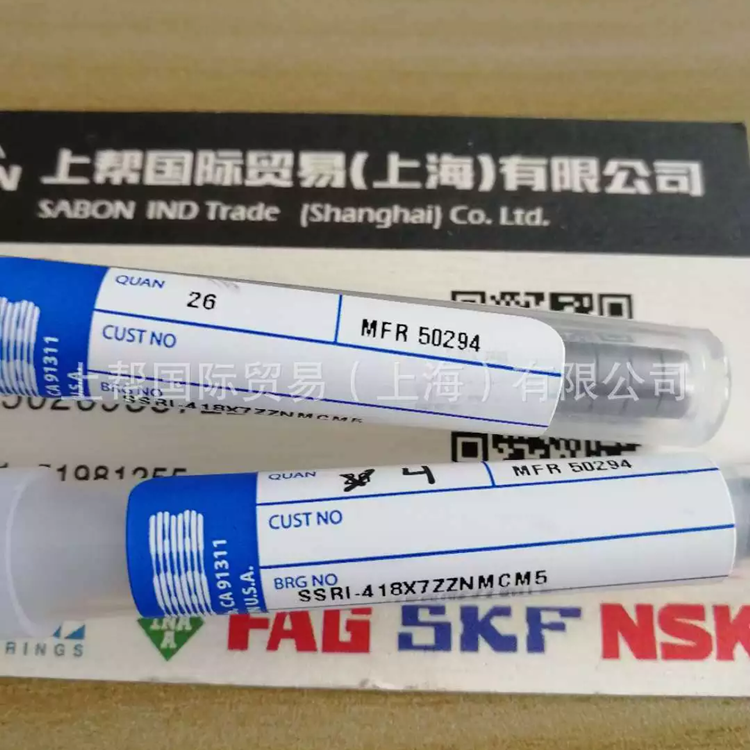 上帮国际贸易(上海)有限公司
SABON IND Trade (Shanghai) Co. Ltd.
QUAN 26
MFR 50294
CUST NO
CA 91311
U.S.A.
上帮国际贸易（上海）有限公司
BRG NO
SSRI-418X7ZZNMCM5
QUAN 4
MFR 50294
CUST NO
CA 91311
U.S.A.
BRG NO
SSRI-418X7ZZNMCM5
RINGS
INA
FAG SKF NSK